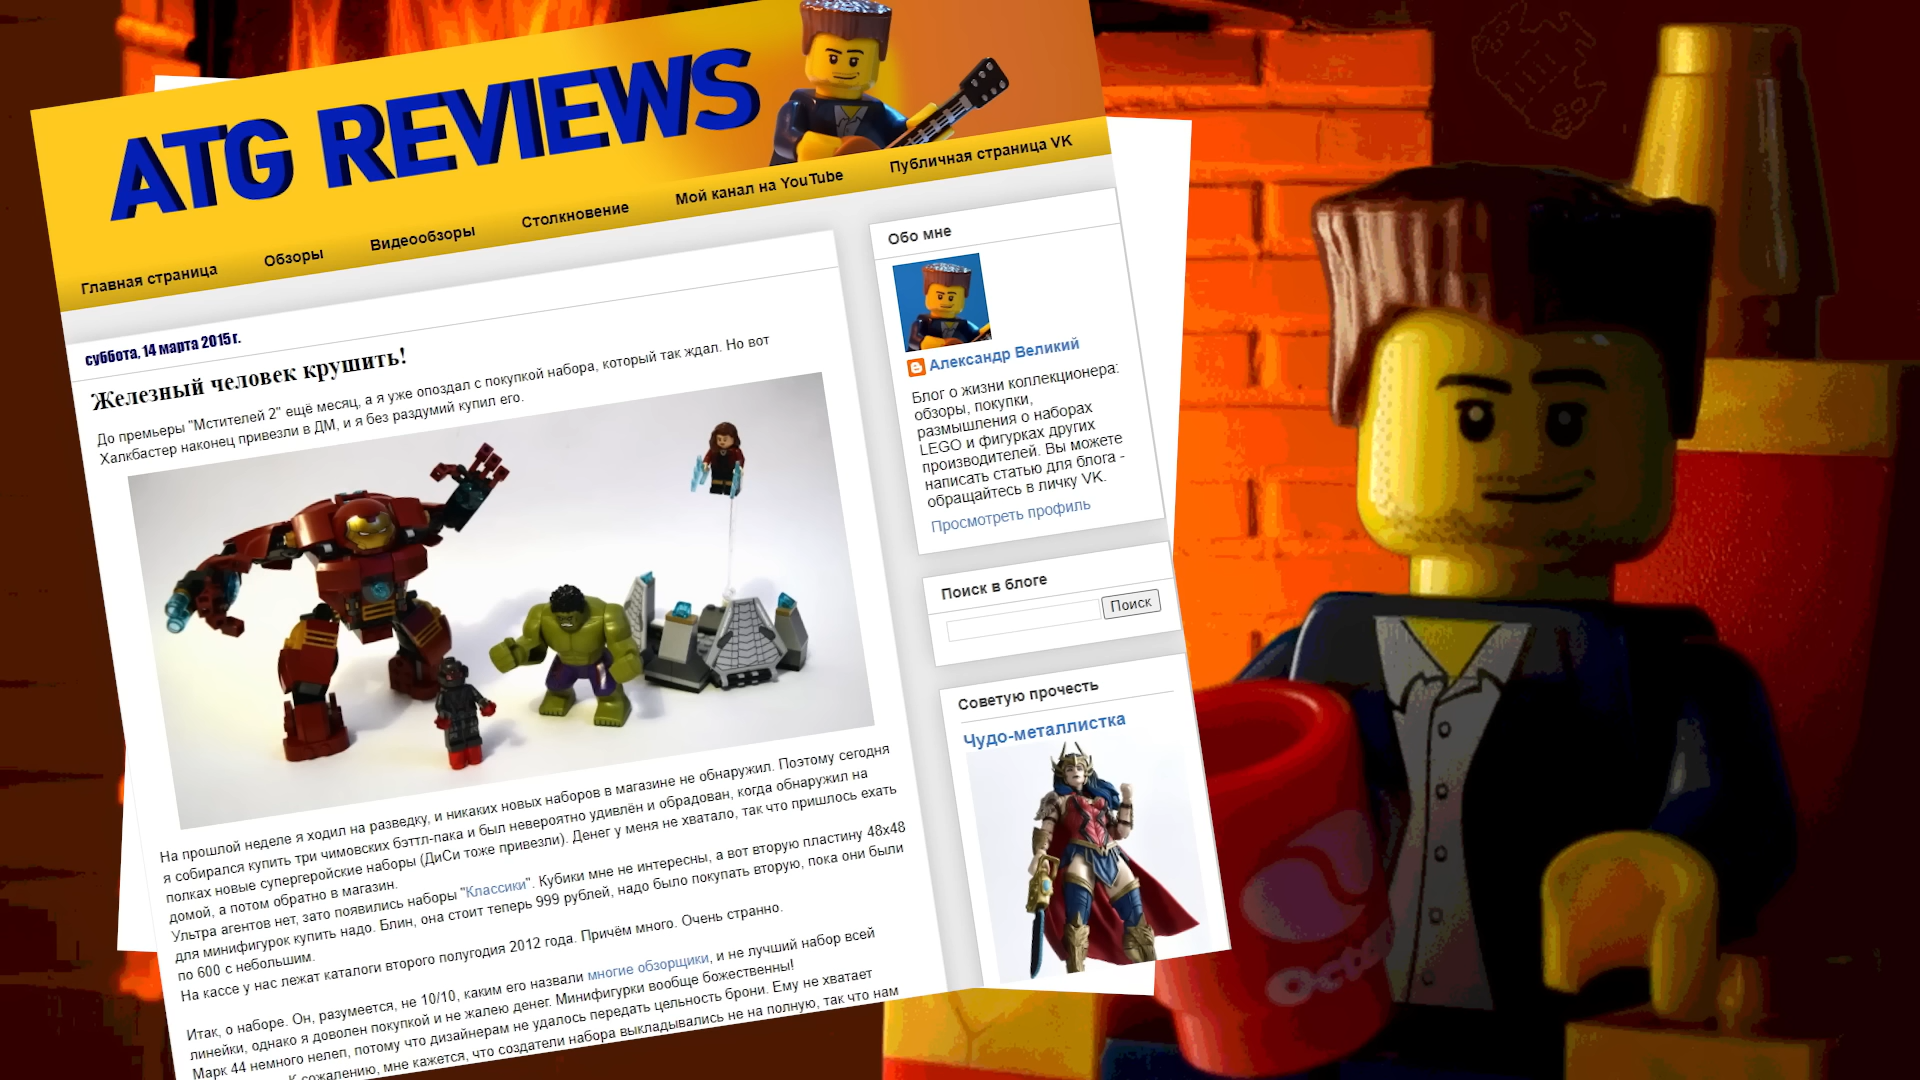 ATG REVIEWS
Главная страница
Обзоры
Видеообзоры
Столкновение
Мой канал на YouTube
Публичная страница VK
суббота, 14 марта 2015 г.
Железный человек крушить!
До премьеры "Мстителей 2" ещё месяц, а я уже опоздал с покупкой набора, который так ждал. Но вот
Халкбастер наконец привезли в ДМ, и я без раздумий купил его.
На прошлой неделе я ходил на разведку, и никаких новых наборов в магазине не обнаружил. Поэтому сегодня
я собирался купить три чимовских бэттл-пака и был невероятно удивлён и обрадован, когда обнаружил на
полках новые супергеройские наборы (ДиСи тоже привезли). Денег у меня не хватало, так что пришлось ехать
домой, а потом обратно в магазин.
Ультра агентов нет, зато появились наборы "Классики". Кубики мне не интересны, а вот вторую пластину 48x48
для минифигурок купить надо. Блин, она стоит теперь 999 рублей, надо было покупать вторую, пока они были
по 600 с небольшим.
На кассе у нас лежат каталоги второго полугодия 2012 года. Причём много. Очень странно.
Итак, о наборе. Он, разумеется, не 10/10, каким его назвали многие обзорщики, и не лучший набор всей
линейки, однако я доволен покупкой и не жалею денег. Минифигурки вообще божественны!
Марк 44 немного нелеп, потому что дизайнерам не удалось передать цельность брони. Ему не хватает
К сожалению, мне кажется, что создатели набора выкладывались не на полную, так что нам
Обо мне
Александр Великий
Блог о жизни коллекционера:
обзоры, покупки,
размышления о наборах
LEGO и фигурках других
производителей. Вы можете
написать статью для блога -
обращайтесь в личку VK.
Просмотреть профиль
Поиск в блоге
Поиск
Советую прочесть
Чудо-металлистка